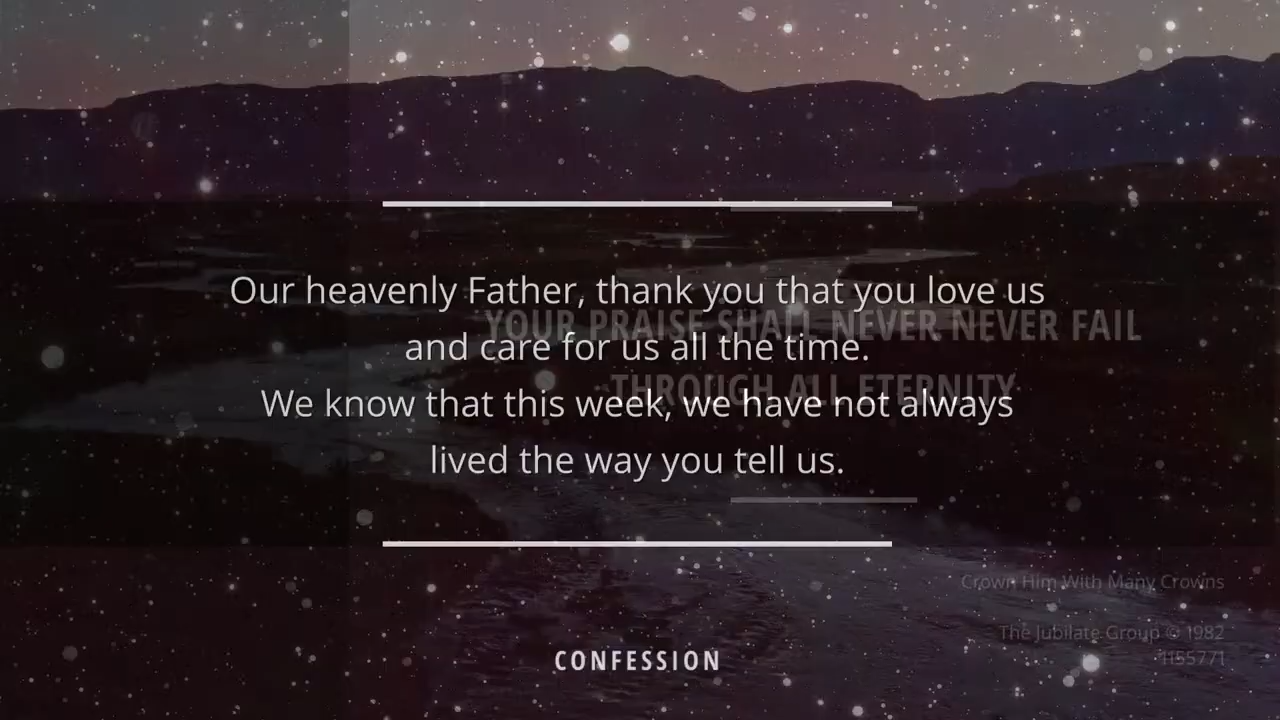 Our heavenly Father, thank you that you love us
YOUR PRAISE SHALL NEVER NEVER FAIL
and care for us all the time.
THROUGH ALL ETERNITY
We know that this week, we have not always
lived the way you tell us.
Crown Him With Many Crowns
The Jubilate Group © 1982
1155771
CONFESSION